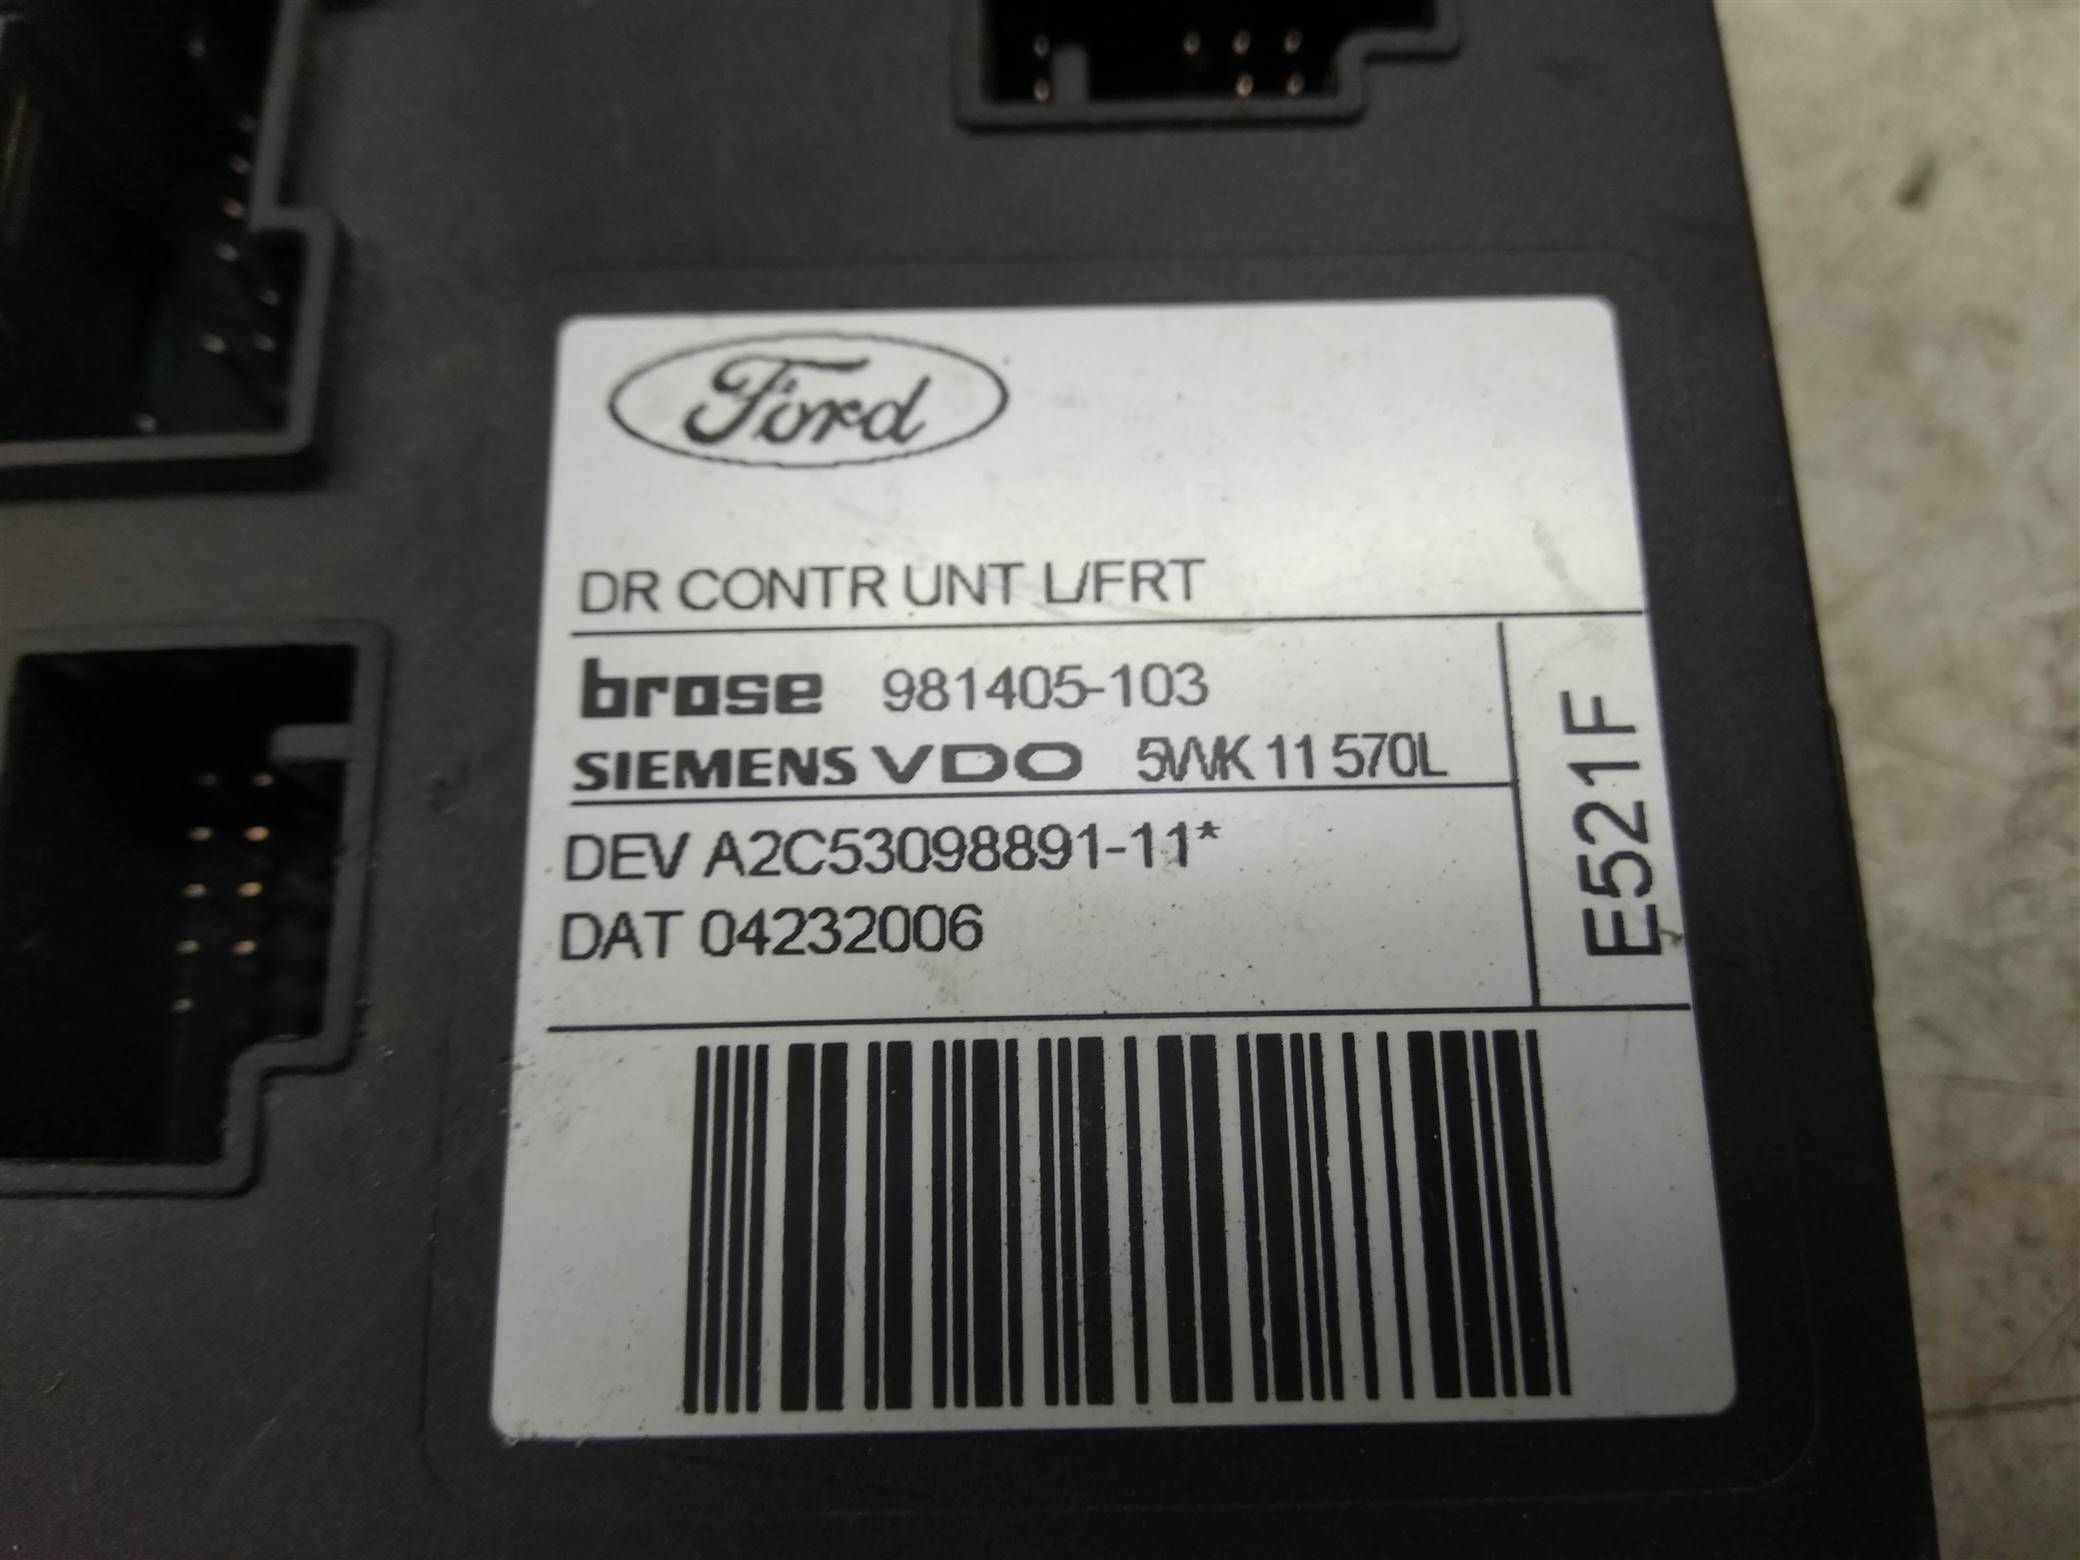 Ford
DR CONTR UNT L/FRT
brose 981405-103
SIEMENS VDO 5WK 11 570L
DEV A2C53098891-11*
DAT 04232006
E521F